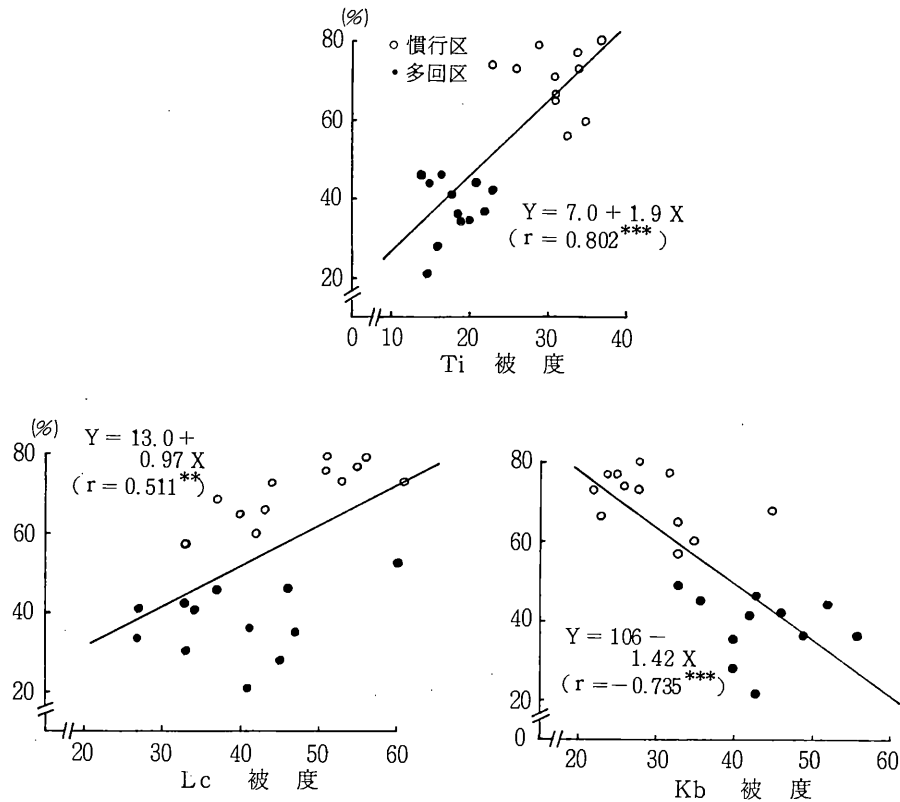 (%)
80
○ 慣行区
• 多回区
60
40
Y = 7.0 + 1.9 X
( r = 0.802*** )
20
0 10 20 30 40
Ti 被 度
(%)
80
Y = 13.0 +
0.97 X
( r = 0.511** )
60
40
20
20 30 40 50 60
Lc 被 度
80
60
40
Y = 106 −
1.42 X
( r = −0.735*** )
20
0
20 30 40 50 60
Kb 被 度